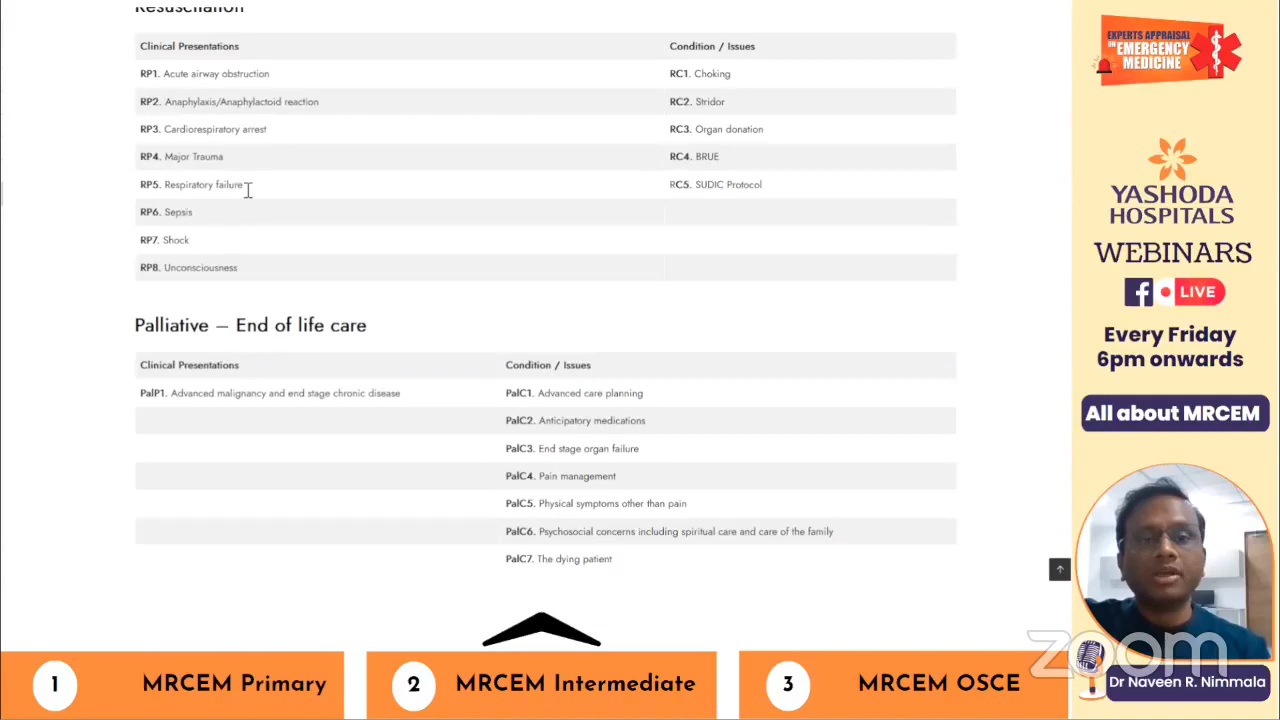 Resuscitation
Clinical Presentations Condition / Issues
RP1. Acute airway obstruction RC1. Choking
RP2. Anaphylaxis/Anaphylactoid reaction RC2. Stridor
RP3. Cardiorespiratory arrest RC3. Organ donation
RP4. Major Trauma RC4. BRUE
RP5. Respiratory failure RC5. SUDIC Protocol
RP6. Sepsis
RP7. Shock
RP8. Unconsciousness
Palliative – End of life care
Clinical Presentations Condition / Issues
PalP1. Advanced malignancy and end stage chronic disease PalC1. Advanced care planning
PalC2. Anticipatory medications
PalC3. End stage organ failure
PalC4. Pain management
PalC5. Physical symptoms other than pain
PalC6. Psychosocial concerns including spiritual care and care of the family
PalC7. The dying patient
1 MRCEM Primary
2 MRCEM Intermediate
3 MRCEM OSCE
EXPERTS APPRAISAL
ON EMERGENCY
MEDICINE
YASHODA
HOSPITALS
WEBINARS
LIVE
Every Friday
6pm onwards
All about MRCEM
zoom
Dr Naveen R. Nimmala